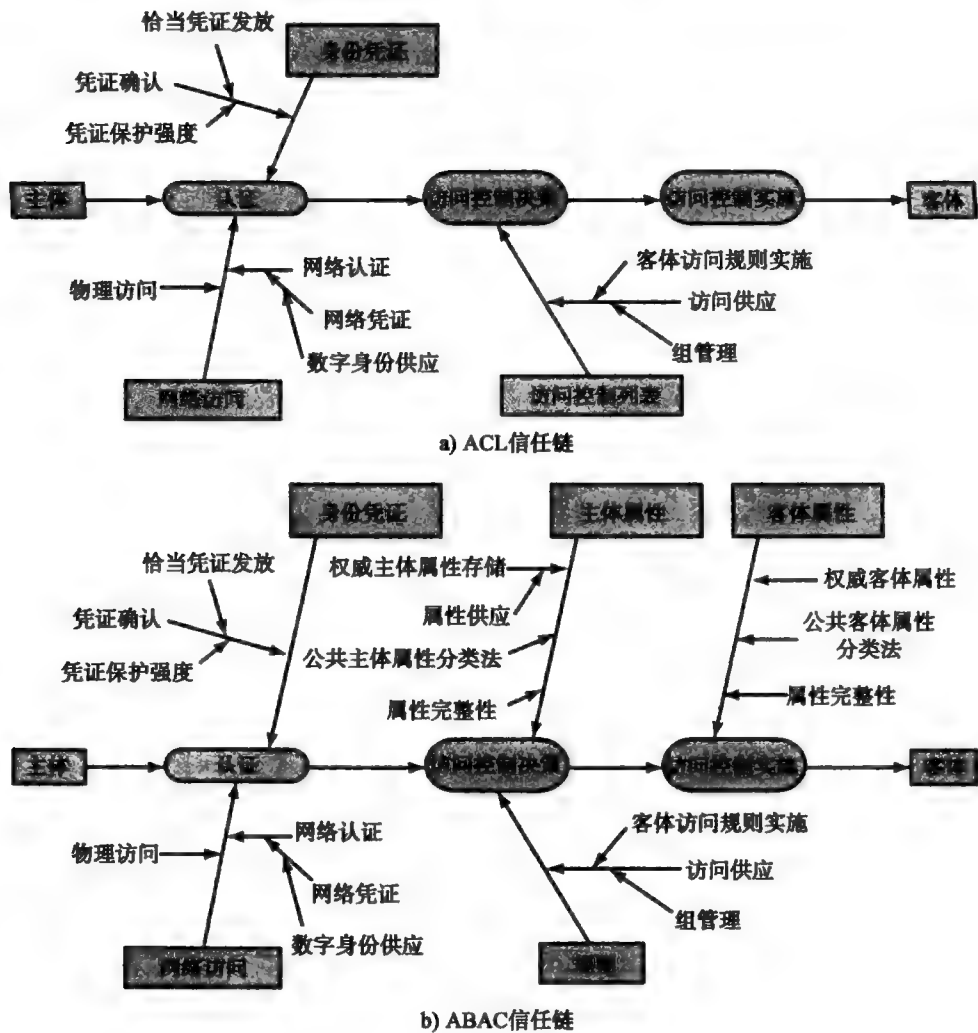 恰当凭证发放
身份凭证
凭证确认
凭证保护强度
主体
认证
访问控制决策
访问控制实施
客体
网络认证
物理访问
网络凭证
数字身份供应
网络访问
客体访问规则实施
访问供应
组管理
访问控制列表
a) ACL信任链
身份凭证
主体属性
客体属性
恰当凭证发放
凭证确认
凭证保护强度
权威主体属性存储
属性供应
公共主体属性分类法
属性完整性
权威客体属性
公共客体属性
分类法
属性完整性
主体
认证
访问控制决策
访问控制实施
客体
网络认证
物理访问
网络凭证
数字身份供应
网络访问
客体访问规则实施
访问供应
组管理
b) ABAC信任链